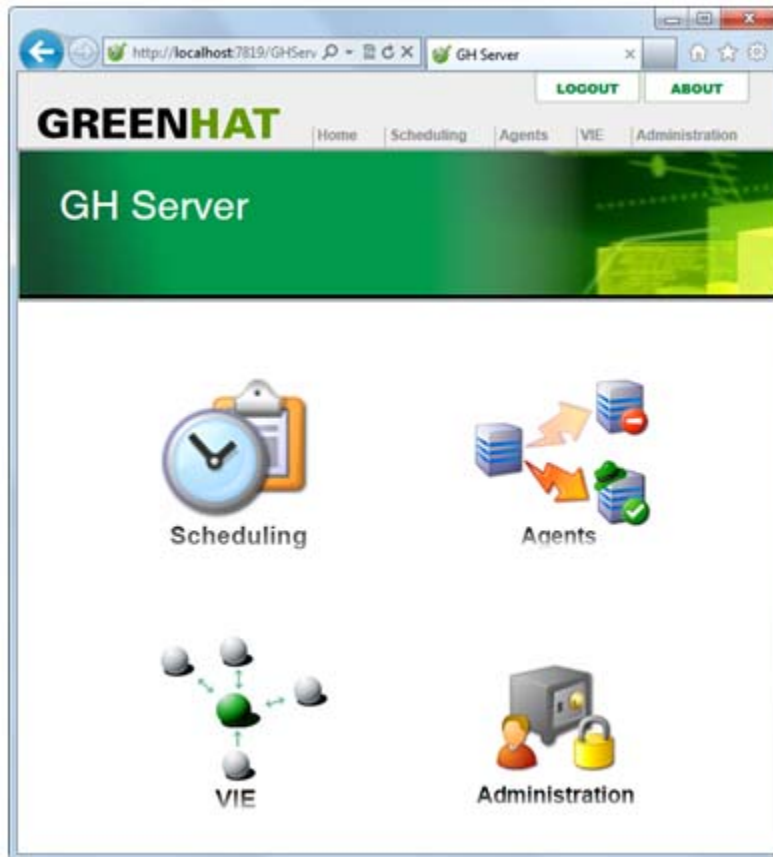 http://localhost:7819/GHServ
GH Server
LOGOUT
ABOUT
GREENHAT
Home
Scheduling
Agents
VIE
Administration
GH Server
Scheduling
Agents
VIE
Administration